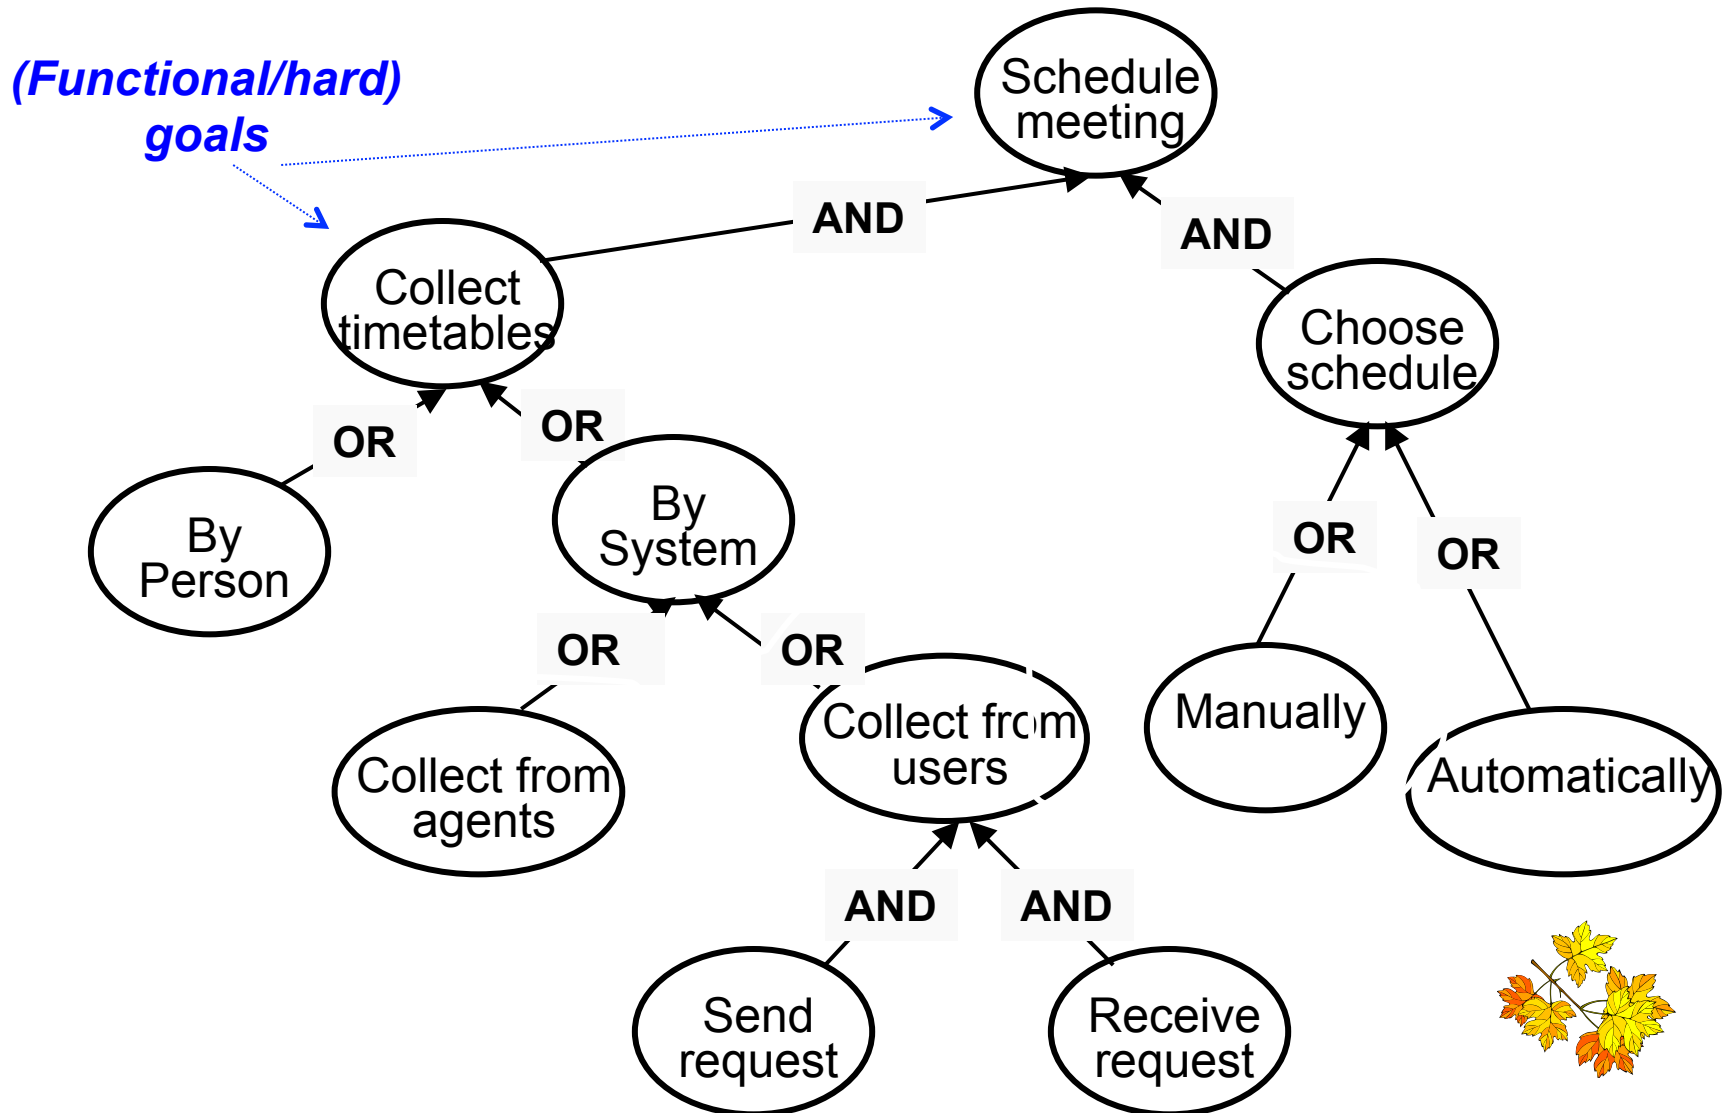 (Functional/hard)
goals
Schedule
meeting
AND
AND
Collect
timetables
Choose
schedule
OR
OR
By
Person
By
System
OR
OR
OR
OR
Collect from
agents
Collect from
users
Manually
Automatically
AND
AND
Send
request
Receive
request